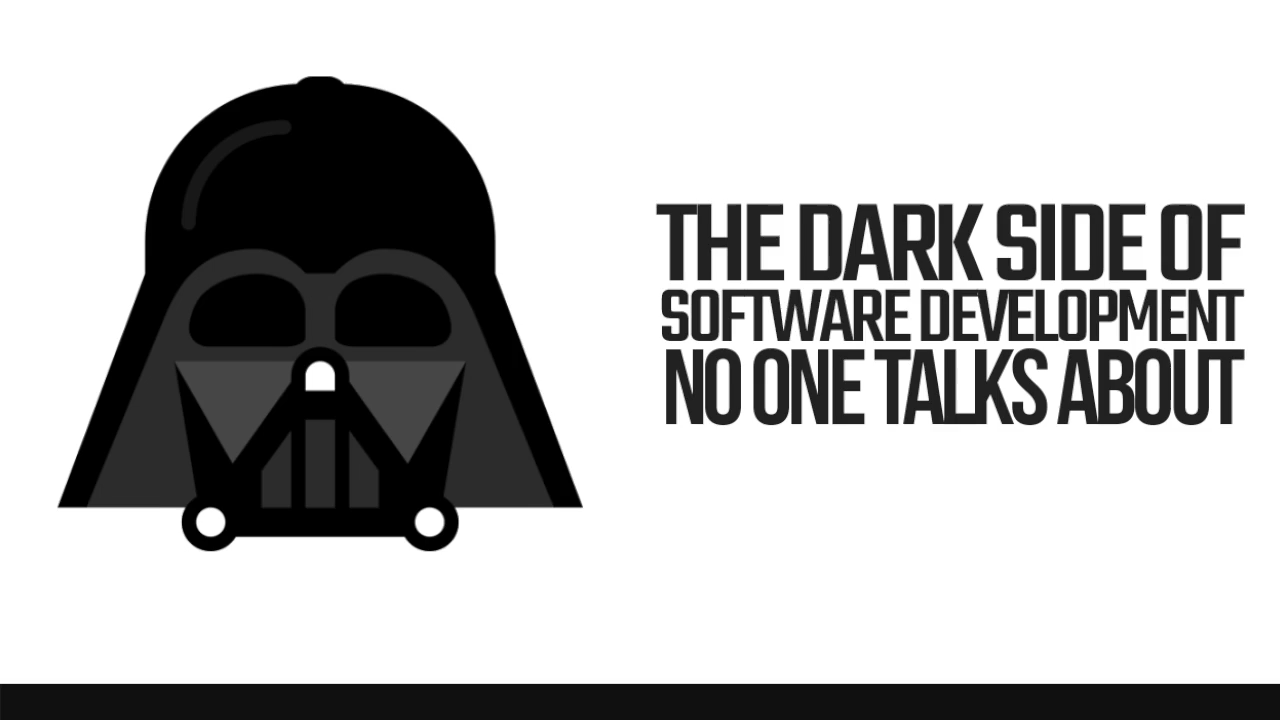 THE DARK SIDE OF
SOFTWARE DEVELOPMENT
NO ONE TALKS ABOUT